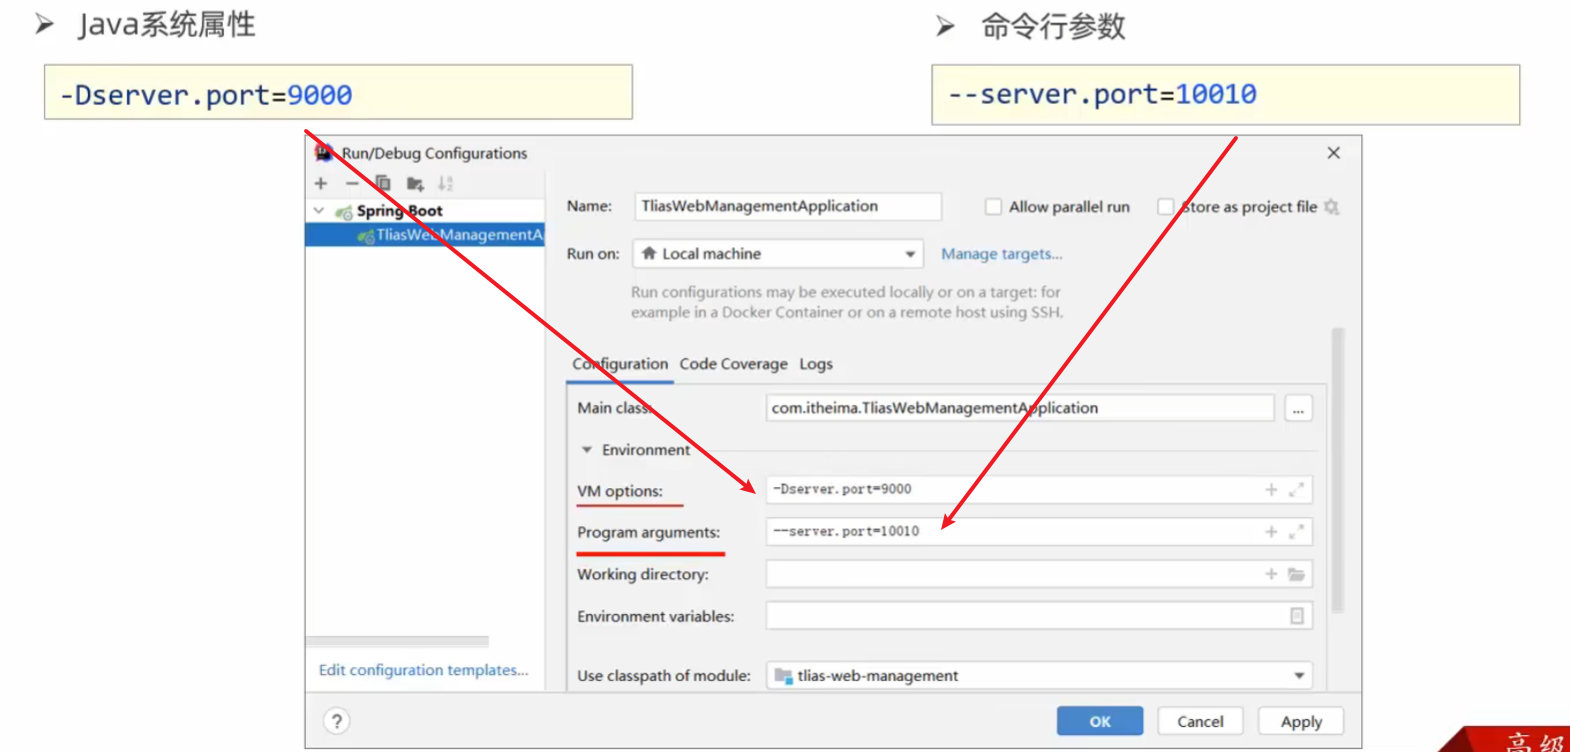 Java系统属性
命令行参数
-Dserver.port=9000
--server.port=10010
Run/Debug Configurations
Spring Boot
TliasWebManagementA
Name:
TliasWebManagementApplication
Allow parallel run
Store as project file
Run on:
Local machine
Manage targets...
Run configurations may be executed locally or on a target: for
example in a Docker Container or on a remote host using SSH.
Configuration
Code Coverage
Logs
Main class:
com.itheima.TliasWebManagementApplication
...
Environment
VM options:
-Dserver.port=9000
Program arguments:
--server.port=10010
Working directory:
Environment variables:
Use classpath of module:
tlias-web-management
Edit configuration templates...
?
OK
Cancel
Apply
高级